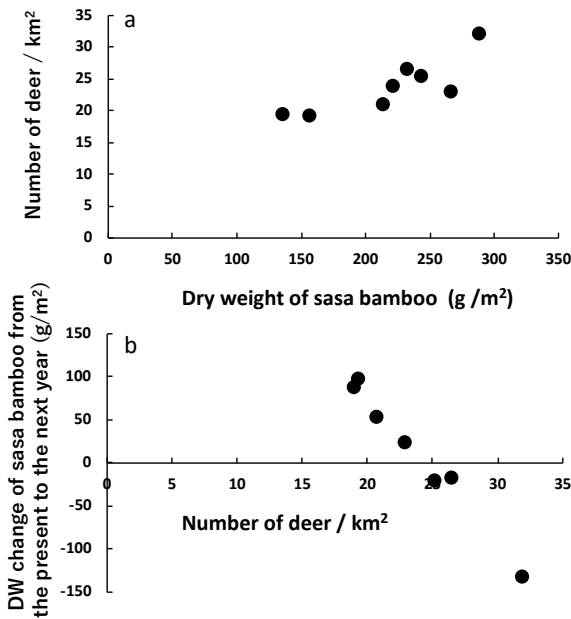 a
Number of deer / km²
35
30
25
20
15
10
5
0
0 50 100 150 200 250 300 350
Dry weight of sasa bamboo (g /m²)
b
DW change of sasa bamboo from
the present to the next year (g/m²)
150
100
50
0
-50
-100
-150
0 5 10 15 20 25 30 35
Number of deer / km²